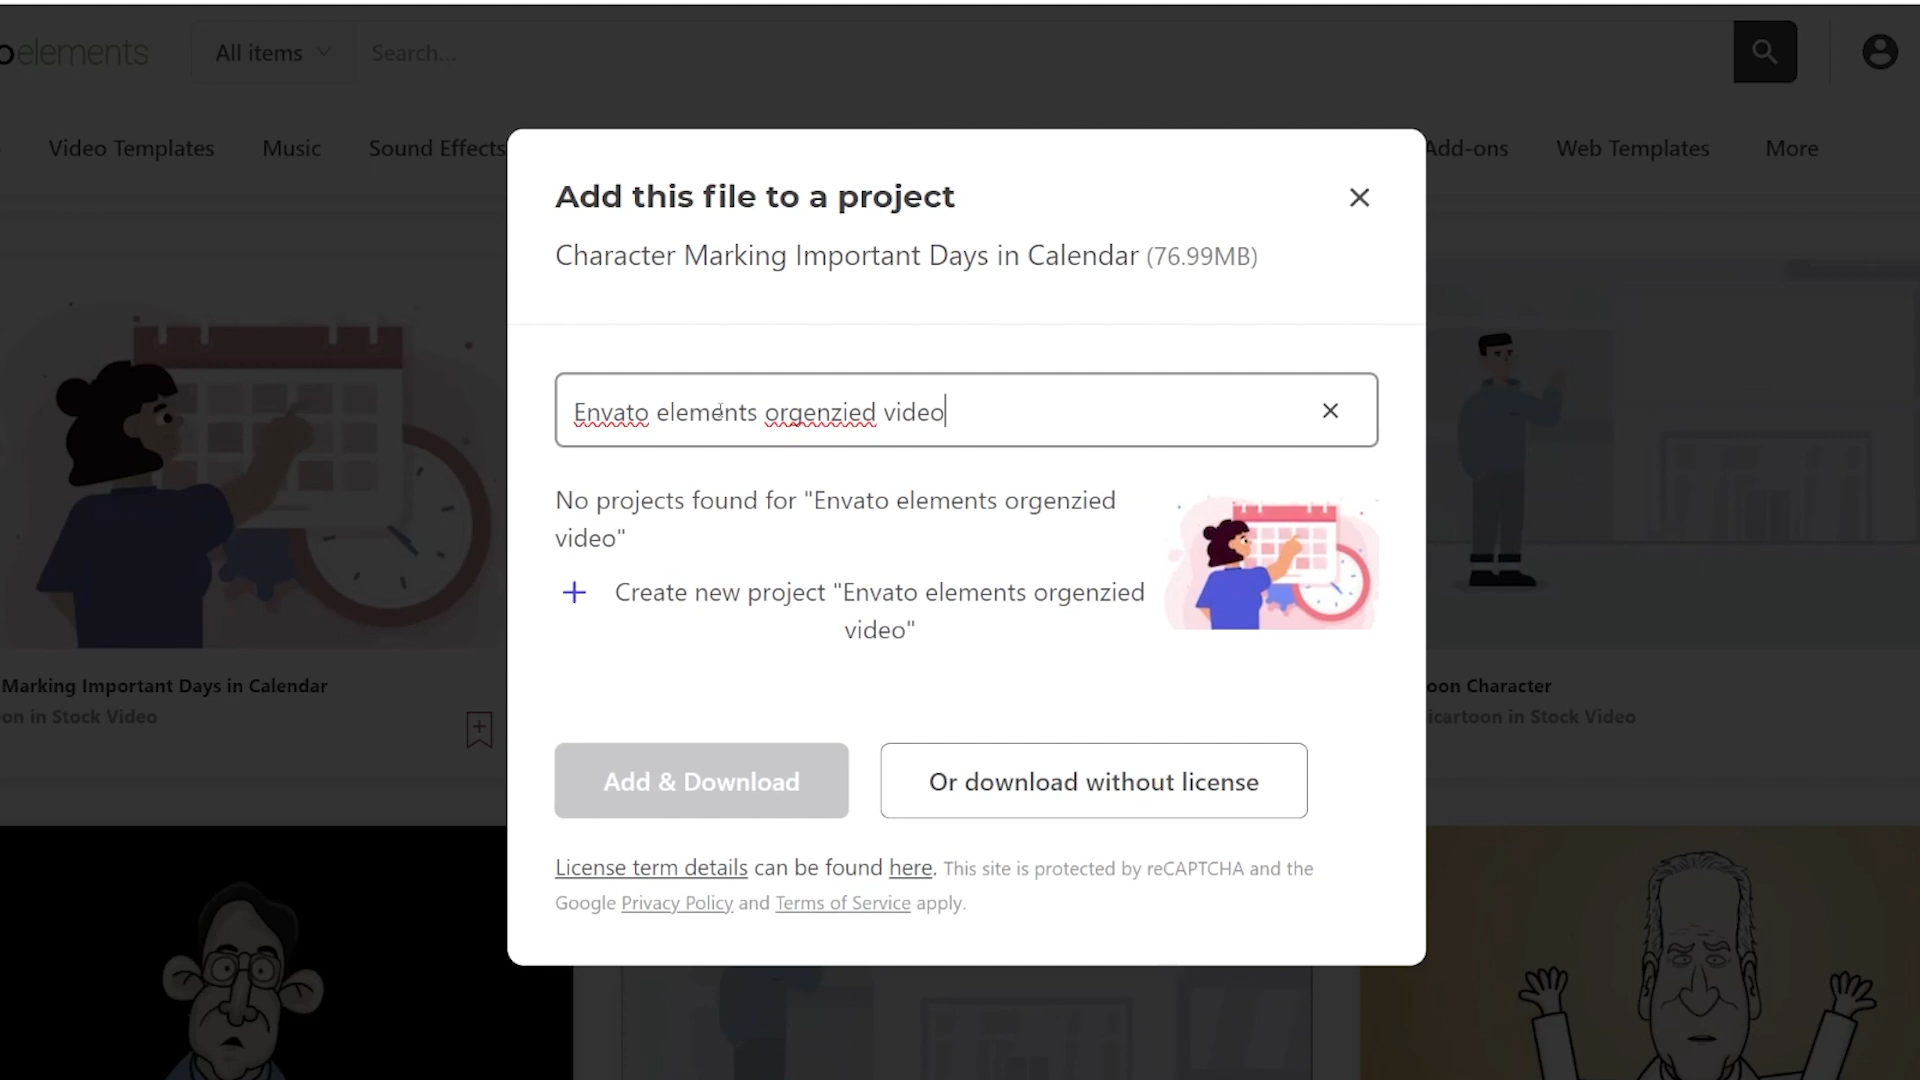 oelements
All items
Search...
Video Templates
Music
Sound Effects
Add-ons
Web Templates
More
Add this file to a project
Character Marking Important Days in Calendar (76.99MB)
Envato elements orgenzied video
No projects found for "Envato elements orgenzied
video"
Create new project "Envato elements orgenzied
video"
Marking Important Days in Calendar
on in Stock Video
oon Character
icartoon in Stock Video
Add & Download
Or download without license
License term details can be found here. This site is protected by reCAPTCHA and the
Google Privacy Policy and Terms of Service apply.